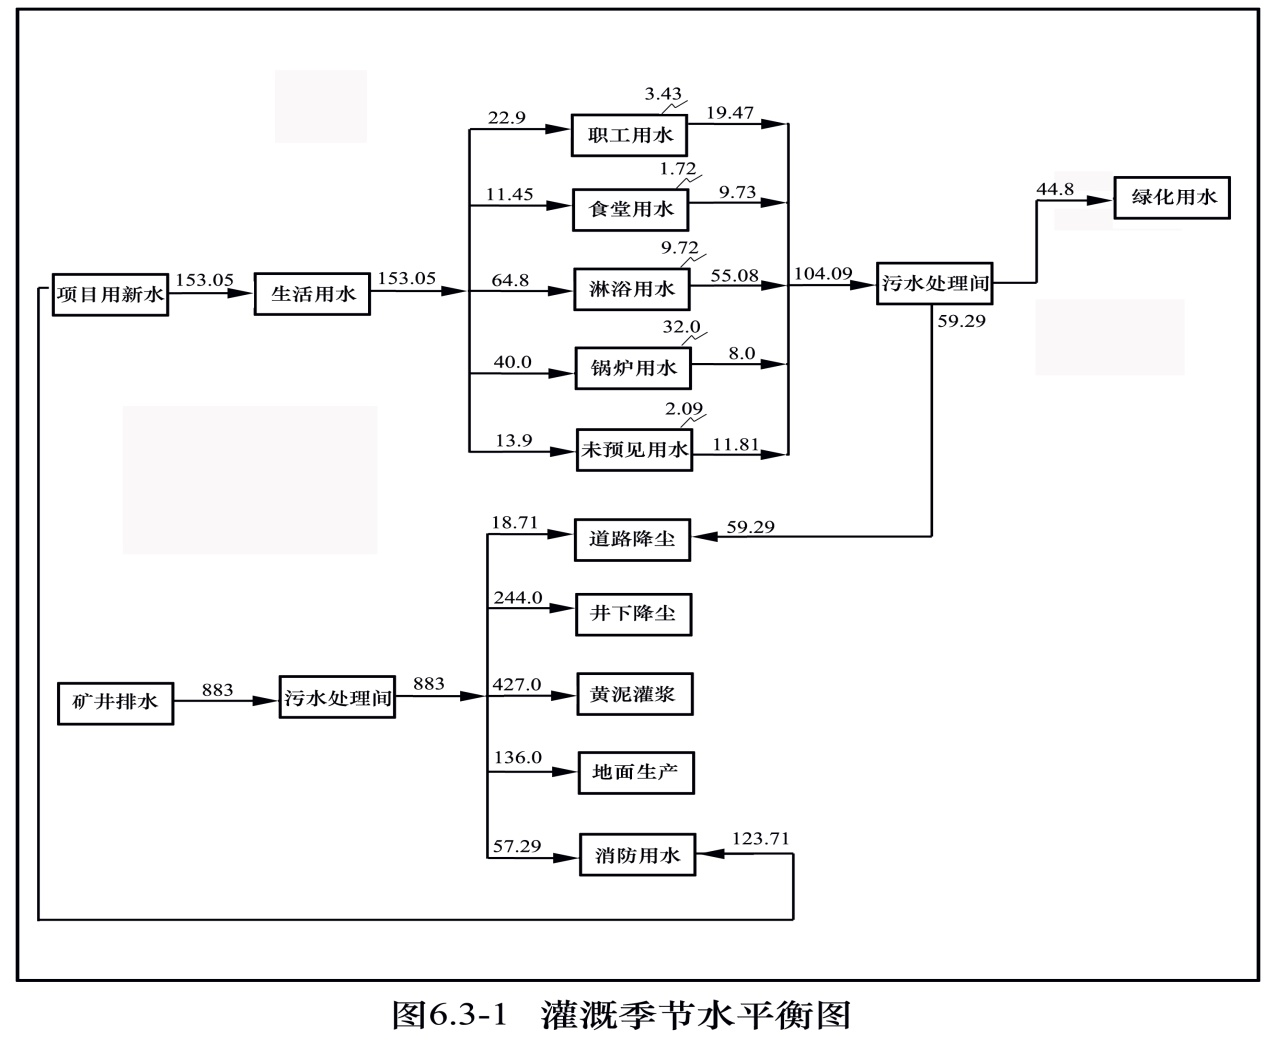 3.43
22.9
职工用水
19.47
1.72
11.45
食堂用水
9.73
44.8
绿化用水
项目用新水
153.05
生活用水
153.05
9.72
64.8
淋浴用水
55.08
104.09
污水处理间
59.29
32.0
40.0
锅炉用水
8.0
2.09
13.9
未预见用水
11.81
18.71
道路降尘
59.29
244.0
井下降尘
矿井排水
883
污水处理间
883
427.0
黄泥灌浆
136.0
地面生产
57.29
消防用水
123.71
图6.3-1 灌溉季节水平衡图